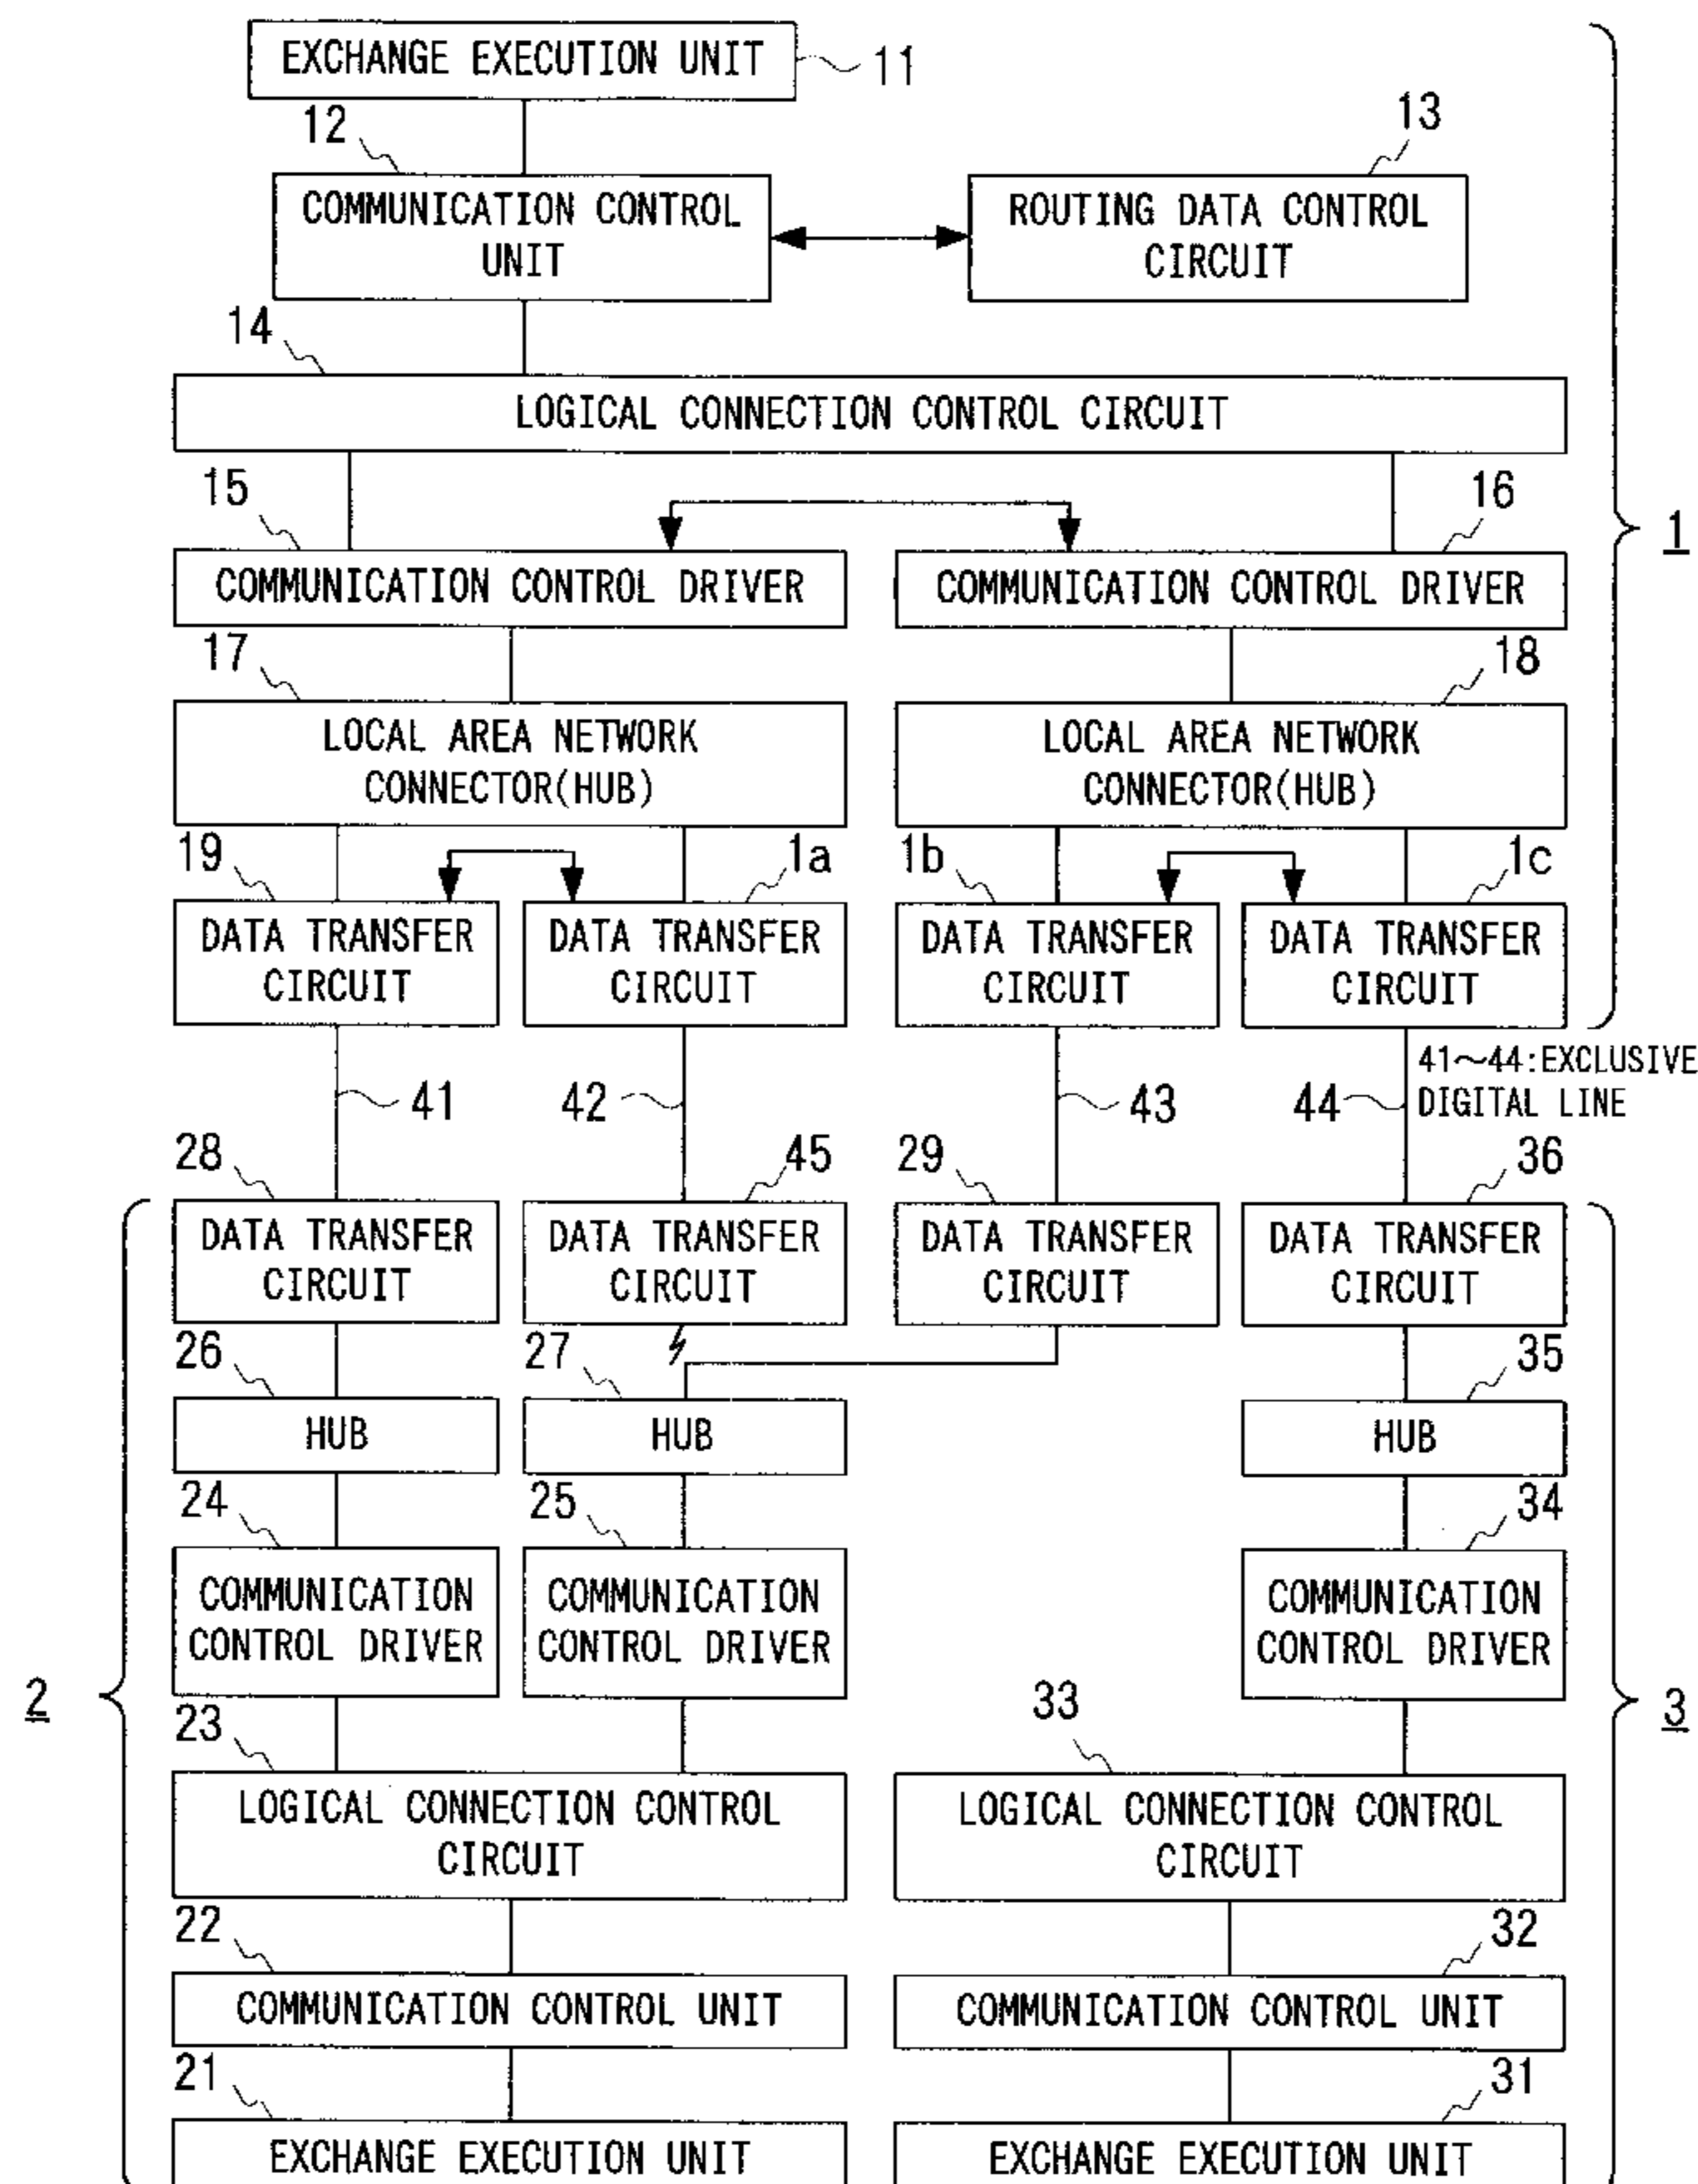 EXCHANGE EXECUTION UNIT
11
12
13
COMMUNICATION CONTROL
UNIT
ROUTING DATA CONTROL
CIRCUIT
14
LOGICAL CONNECTION CONTROL CIRCUIT
15
16
1
COMMUNICATION CONTROL DRIVER
COMMUNICATION CONTROL DRIVER
17
18
LOCAL AREA NETWORK
CONNECTOR(HUB)
LOCAL AREA NETWORK
CONNECTOR(HUB)
19
1a
1b
1c
DATA TRANSFER
CIRCUIT
DATA TRANSFER
CIRCUIT
DATA TRANSFER
CIRCUIT
DATA TRANSFER
CIRCUIT
41
42
43
44
41~44:EXCLUSIVE
DIGITAL LINE
28
45
29
36
DATA TRANSFER
CIRCUIT
DATA TRANSFER
CIRCUIT
DATA TRANSFER
CIRCUIT
DATA TRANSFER
CIRCUIT
26
27
35
HUB
HUB
HUB
24
25
34
COMMUNICATION
CONTROL DRIVER
COMMUNICATION
CONTROL DRIVER
COMMUNICATION
CONTROL DRIVER
2
3
23
33
LOGICAL CONNECTION CONTROL
CIRCUIT
LOGICAL CONNECTION CONTROL
CIRCUIT
22
32
COMMUNICATION CONTROL UNIT
COMMUNICATION CONTROL UNIT
21
31
EXCHANGE EXECUTION UNIT
EXCHANGE EXECUTION UNIT